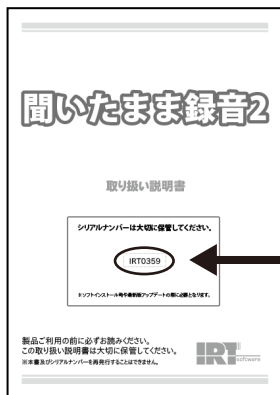 聞いたまま録音2
取り扱い説明書
シリアルナンバーは大切に保管してください。
IRT0359
※ソフトインストール時や最新版アップデートの際に必要となります。
製品ご利用の前に必ずお読みください。
この取り扱い説明書は大切に保管してください。
※本書及びシリアルナンバーを再発行することはできません。
IRT software